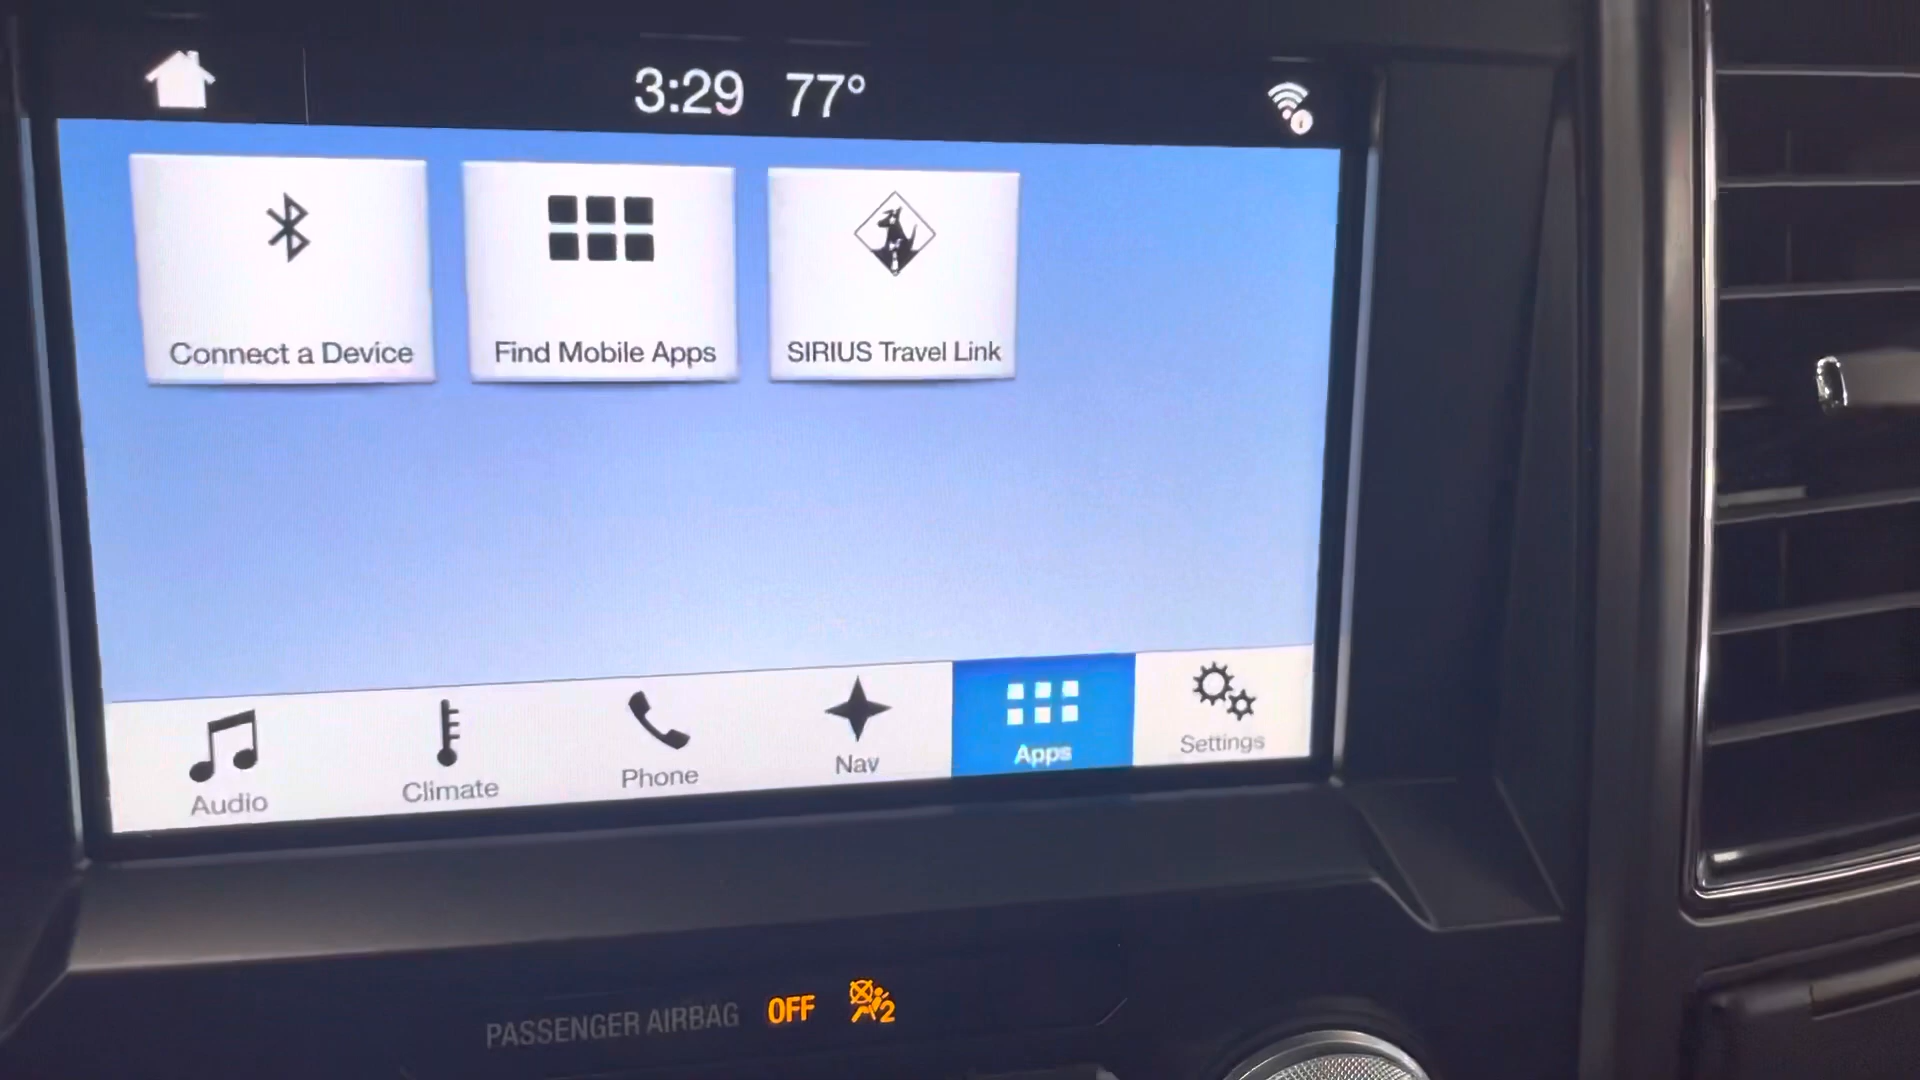 3:29 77°
Connect a Device
Find Mobile Apps
SIRIUS Travel Link
Audio
Climate
Phone
Nav
Apps
Settings
PASSENGER AIRBAG OFF 2